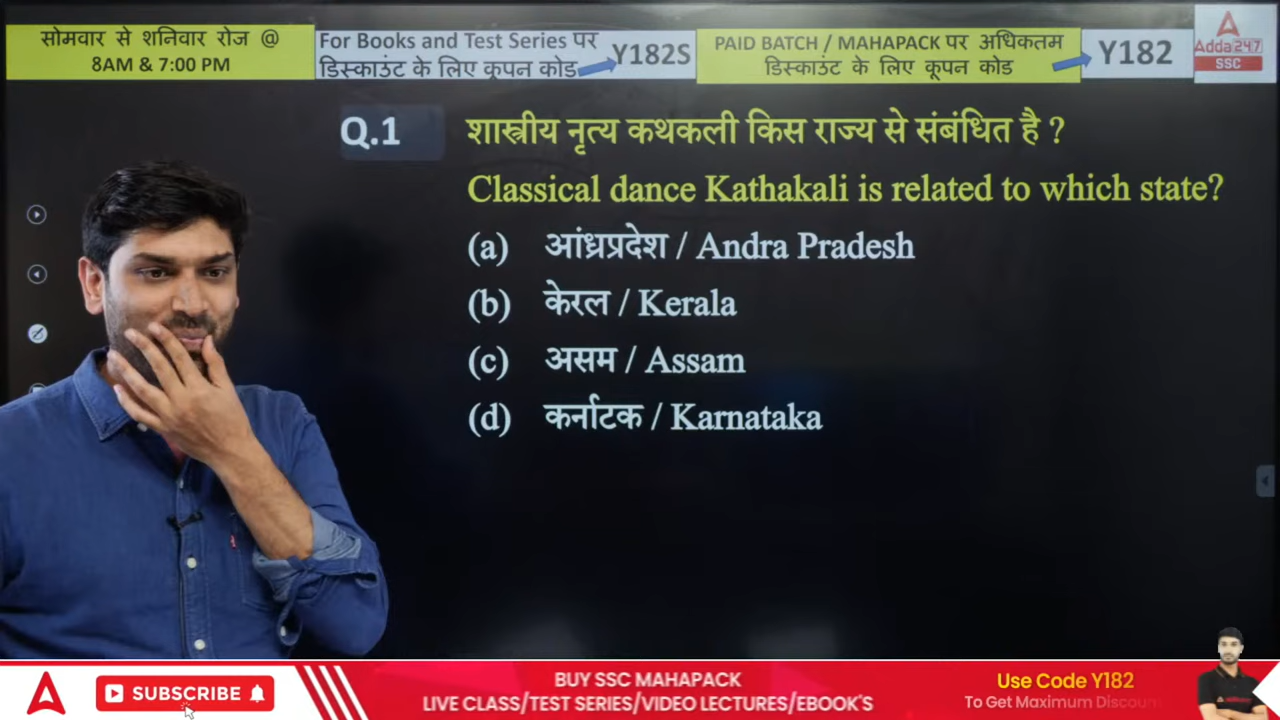 सोमवार से शनिवार रोज @
8AM & 7:00 PM
For Books and Test Series पर
डिस्काउंट के लिए कूपन कोड
Y182S
PAID BATCH / MAHAPACK पर अधिकतम
डिस्काउंट के लिए कूपन कोड
Y182
Adda247
SSC
Q.1
शास्त्रीय नृत्य कथकली किस राज्य से संबंधित है ?
Classical dance Kathakali is related to which state?
(a) आंध्रप्रदेश / Andra Pradesh
(b) केरल / Kerala
(c) असम / Assam
(d) कर्नाटक / Karnataka
SUBSCRIBE
BUY SSC MAHAPACK
LIVE CLASS/TEST SERIES/VIDEO LECTURES/EBOOK'S
Use Code Y182
To Get Maximum Discoun